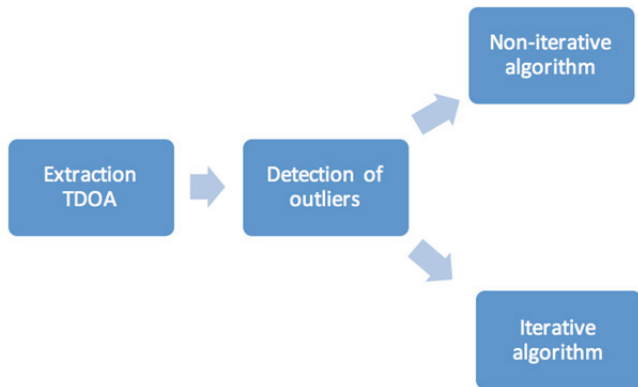 Non-iterative
algorithm
Extraction
TDOA
Detection of
outliers
Iterative
algorithm